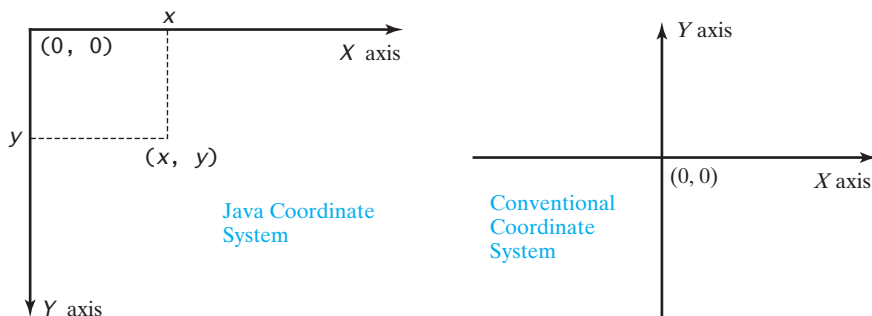 x
(0, 0)
X axis
y
(x, y)
Java Coordinate
System
Y axis
Y axis
(0, 0)
X axis
Conventional
Coordinate
System